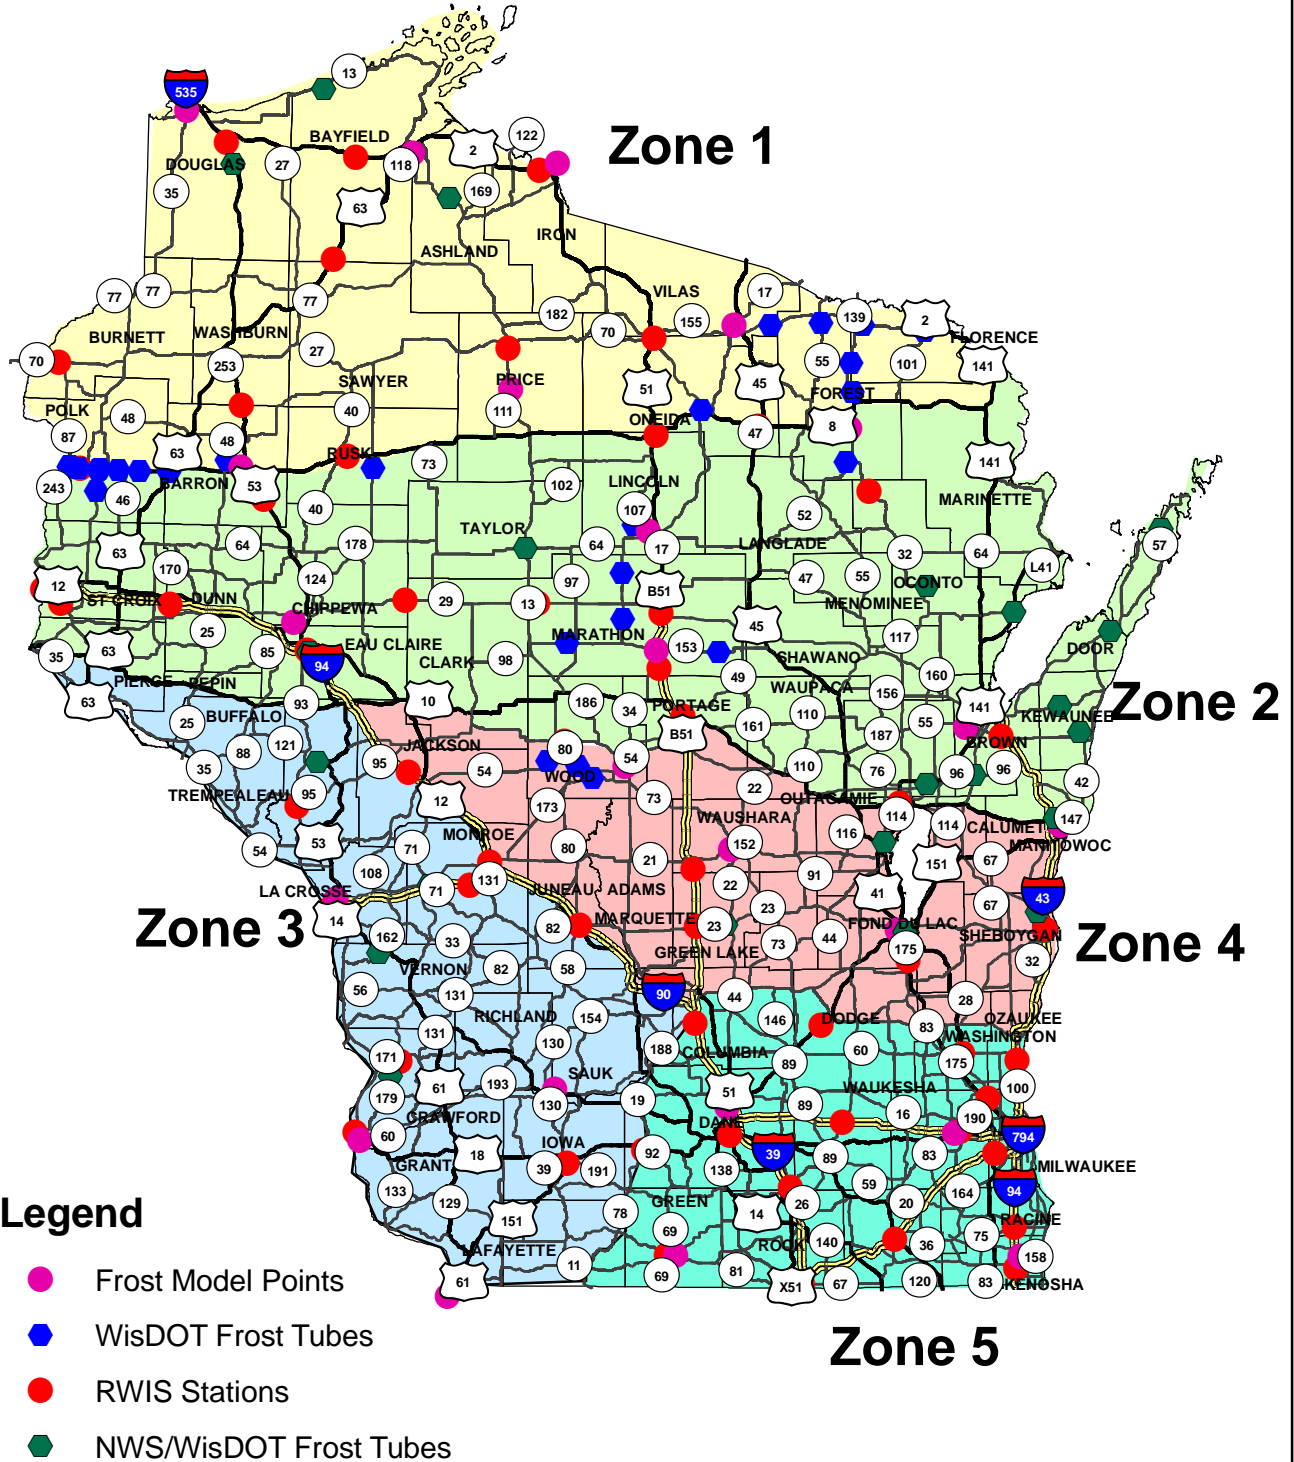 13
535
Zone 1
122
BAYFIELD
2
DOUGLAS
27
118
35
169
63
IRON
ASHLAND
VILAS
17
77
77
77
182
155
139
2
70
BURNETT
WASHBURN
FLORENCE
27
70
253
55
101
141
SAWYER
PRICE
51
45
FOREST
POLK
48
40
111
ONEIDA
8
87
48
47
63
RUSK
73
141
BARRON
53
243
46
102
LINCOLN
MARINETTE
40
107
52
TAYLOR
57
64
178
64
17
LANGLADE
32
64
63
170
124
97
47
55
L41
12
OCONTO
ST CROIX
DUNN
29
13
B51
CHIPPEWA
MENOMINEE
25
45
MARATHON
117
85
EAU CLAIRE
153
DOOR
35
63
94
CLARK
98
SHAWANO
49
160
PIERCE
PEPIN
WAUPACA
156
Zone 2
63
93
10
186
34
PORTAGE
110
141
25
BUFFALO
161
55
KEWAUNEE
B51
187
88
121
JACKSON
80
BROWN
35
95
54
54
110
76
96
96
WOOD
42
TREMPEALEAU
95
12
173
73
22
OUTAGAMIE
WAUSHARA
114
147
MONROE
116
114
CALUMET
53
152
MANITOWOC
54
71
80
21
151
67
108
91
LA CROSSE
71
131
JUNEAU
ADAMS
22
41
43
67
14
23
Zone 3
82
MARQUETTE
23
FOND DU LAC
162
33
44
SHEBOYGAN
Zone 4
73
175
GREEN LAKE
32
VERNON
82
58
56
131
90
44
28
RICHLAND
154
146
DODGE
83
OZAUKEE
131
WASHINGTON
130
188
COLUMBIA
60
171
89
175
61
193
SAUK
WAUKESHA
100
179
51
130
19
89
16
CRAWFORD
190
DANE
60
794
18
IOWA
92
39
89
83
GRANT
39
191
138
MILWAUKEE
133
59
164
94
129
GREEN
26
20
78
14
151
RACINE
Legend
69
140
36
75
ROCK
LAFAYETTE
158
11
69
81
Frost Model Points
61
X51
67
120
83
KENOSHA
WisDOT Frost Tubes
Zone 5
RWIS Stations
NWS/WisDOT Frost Tubes